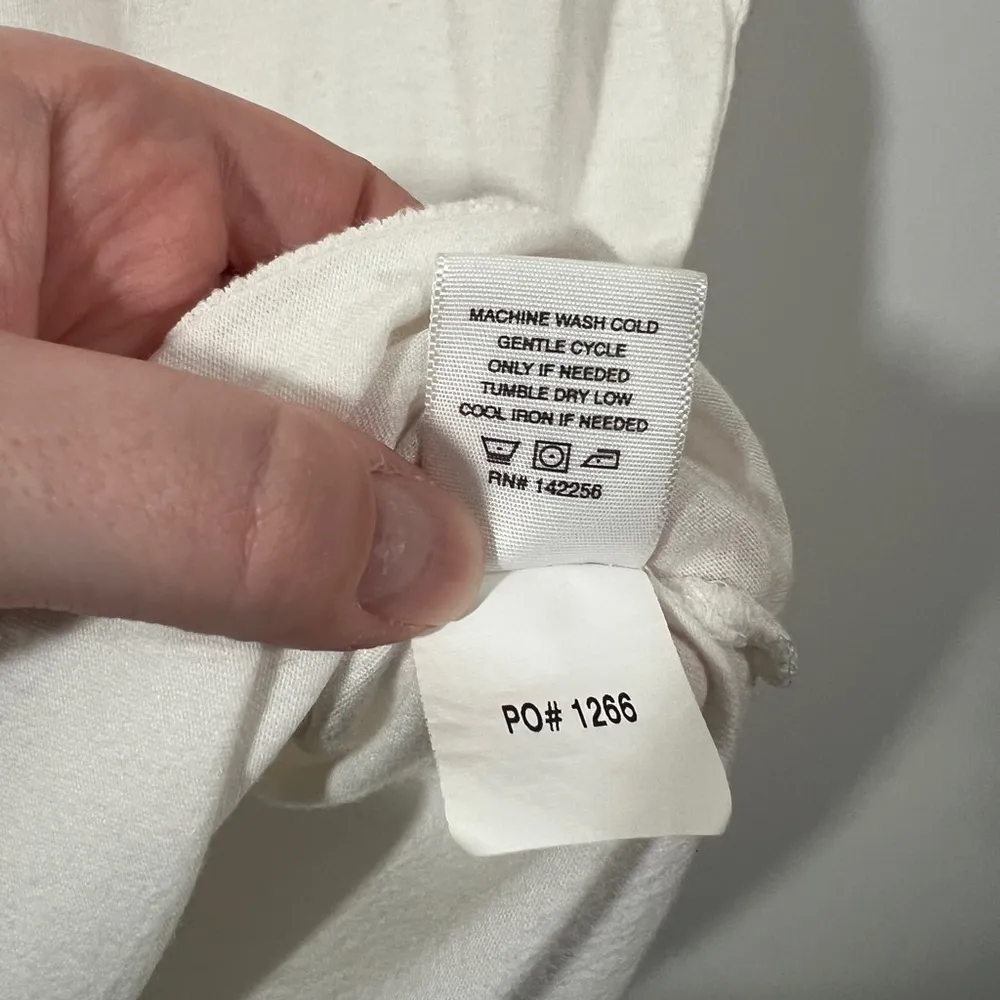 MACHINE WASH COLD
GENTLE CYCLE
ONLY IF NEEDED
TUMBLE DRY LOW
COOL IRON IF NEEDED
RN# 142256
PO# 1266